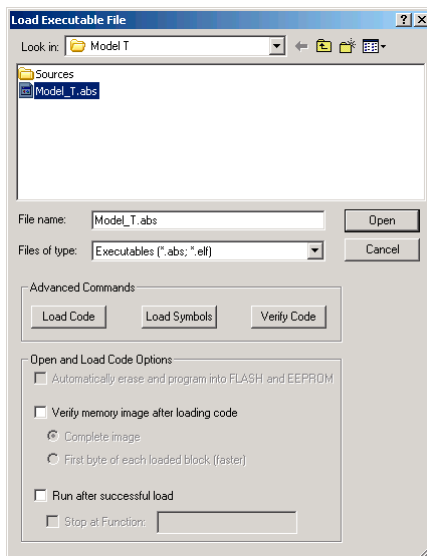 Load Executable File
Look in: Model T
Sources
Model_T.abs
File name: Model_T.abs Open
Files of type: Executables (*.abs; *.elf) Cancel
Advanced Commands
Load Code Load Symbols Verify Code
Open and Load Code Options
Automatically erase and program into FLASH and EEPROM
Verify memory image after loading code
Complete image
First byte of each loaded block (faster)
Run after successful load
Stop at Function: